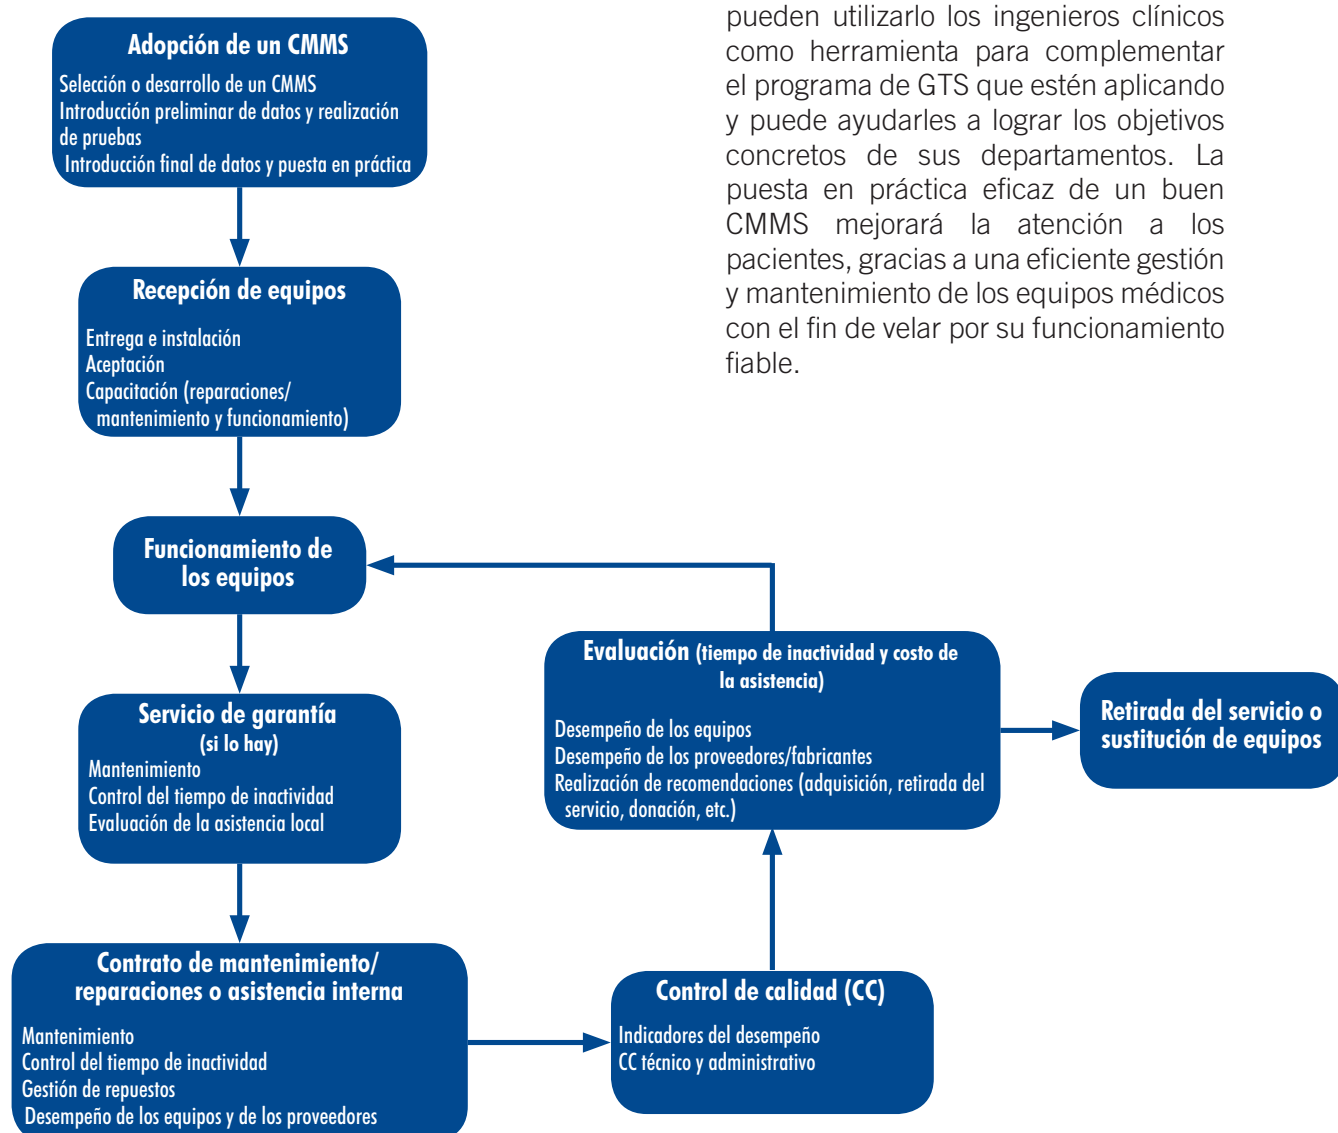 pueden utilizarlo los ingenieros clínicos
como herramienta para complementar
el programa de GTS que estén aplicando
y puede ayudarles a lograr los objetivos
concretos de sus departamentos. La
puesta en práctica eficaz de un buen
CMMS mejorará la atención a los
pacientes, gracias a una eficiente gestión
y mantenimiento de los equipos médicos
con el fin de velar por su funcionamiento
fiable.
Adopción de un CMMS
Selección o desarrollo de un CMMS
Introducción preliminar de datos y realización
de pruebas
Introducción final de datos y puesta en práctica
Recepción de equipos
Entrega e instalación
Aceptación
Capacitación (reparaciones/
mantenimiento y funcionamiento)
Funcionamiento de
los equipos
Servicio de garantía
(si lo hay)
Mantenimiento
Control del tiempo de inactividad
Evaluación de la asistencia local
Contrato de mantenimiento/
reparaciones o asistencia interna
Mantenimiento
Control del tiempo de inactividad
Gestión de repuestos
Desempeño de los equipos y de los proveedores
Control de calidad (CC)
Indicadores del desempeño
CC técnico y administrativo
Evaluación (tiempo de inactividad y costo de
la asistencia)
Desempeño de los equipos
Desempeño de los proveedores/fabricantes
Realización de recomendaciones (adquisición, retirada del
servicio, donación, etc.)
Retirada del servicio o
sustitución de equipos